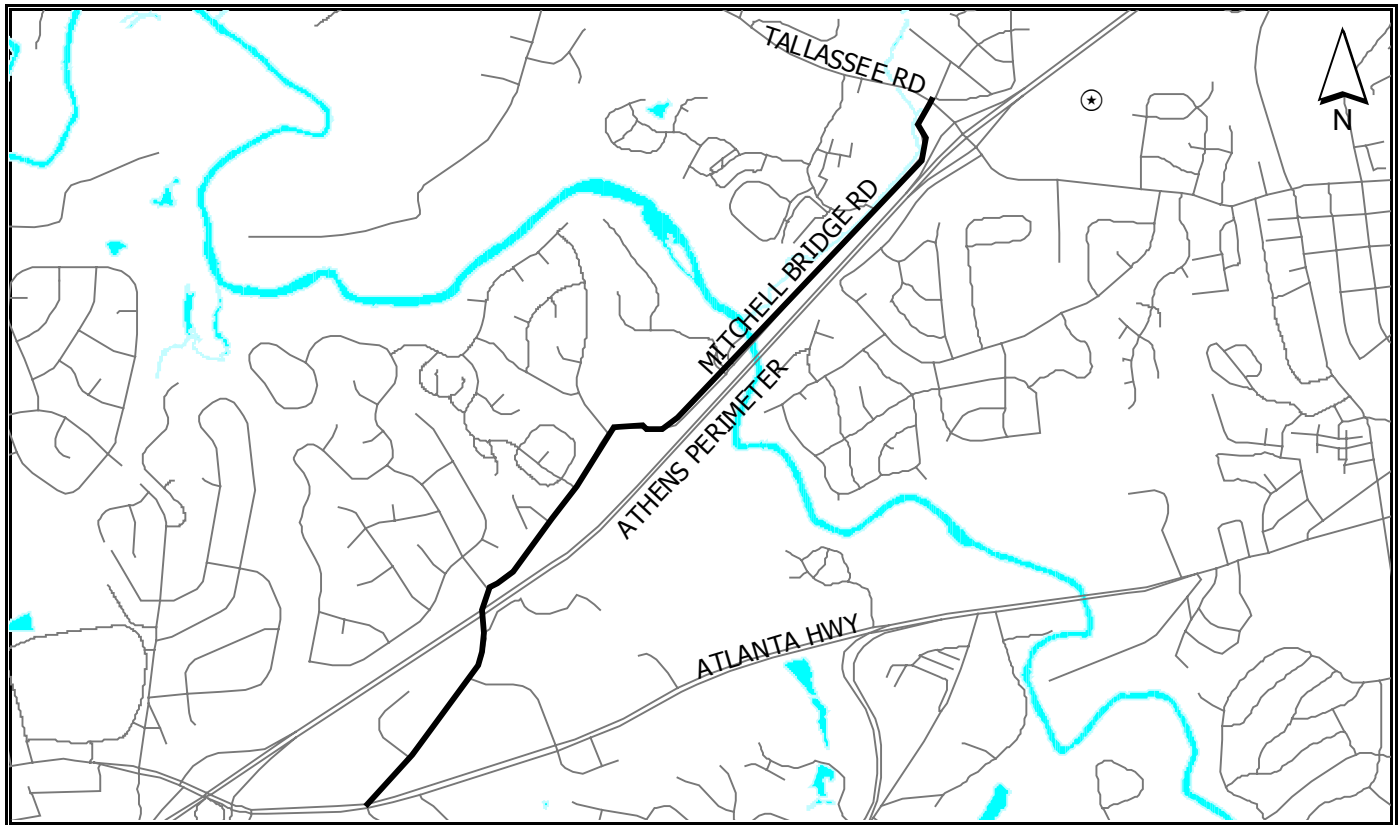 TALLASSEE RD
N
MITCHELL BRIDGE RD
ATHENS PERIMETER
ATLANTA HWY